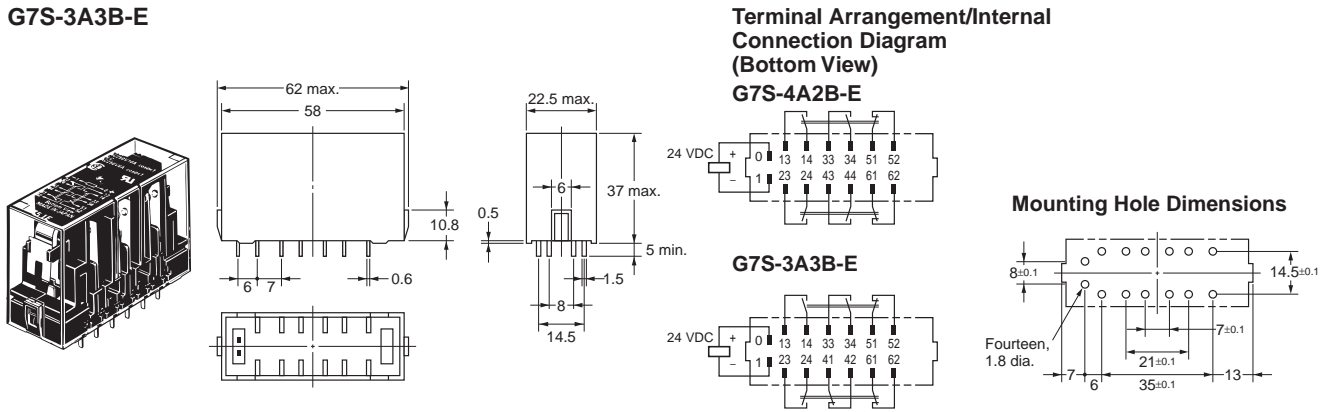 G7S-3A3B-E
62 max.
58
10.8
0.6
6
7
22.5 max.
6
37 max.
0.5
5 min.
1.5
8
14.5
Terminal Arrangement/Internal
Connection Diagram
(Bottom View)
G7S-4A2B-E
24 VDC
+
−
0 13 14 33 34 51 52
1 23 24 43 44 61 62
G7S-3A3B-E
24 VDC
+
−
0 13 14 33 34 51 52
1 23 24 41 42 61 62
Mounting Hole Dimensions
8±0.1
14.5±0.1
7±0.1
Fourteen,
1.8 dia.
21±0.1
7
6
35±0.1
13